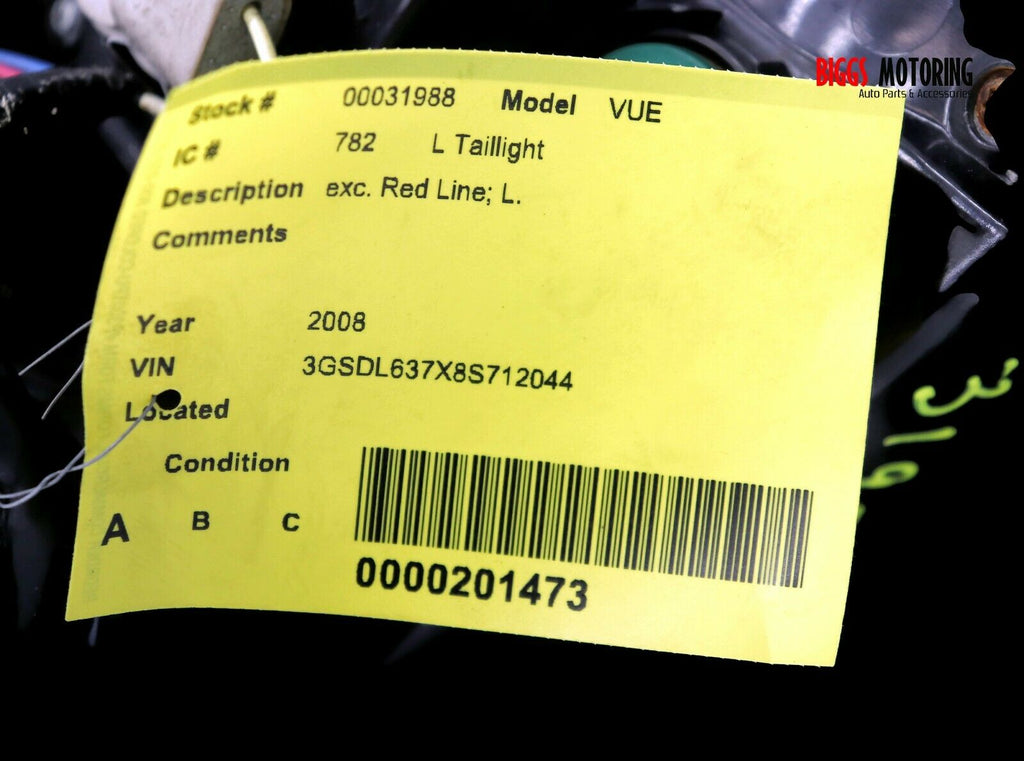 BIGGS MOTORING
Auto Parts & Accessories
Stock # 00031988 Model VUE
IC # 782 L Taillight
Description exc. Red Line; L.
Comments
Year 2008
VIN 3GSDL637X8S712044
Located
Condition
A B C
0000201473